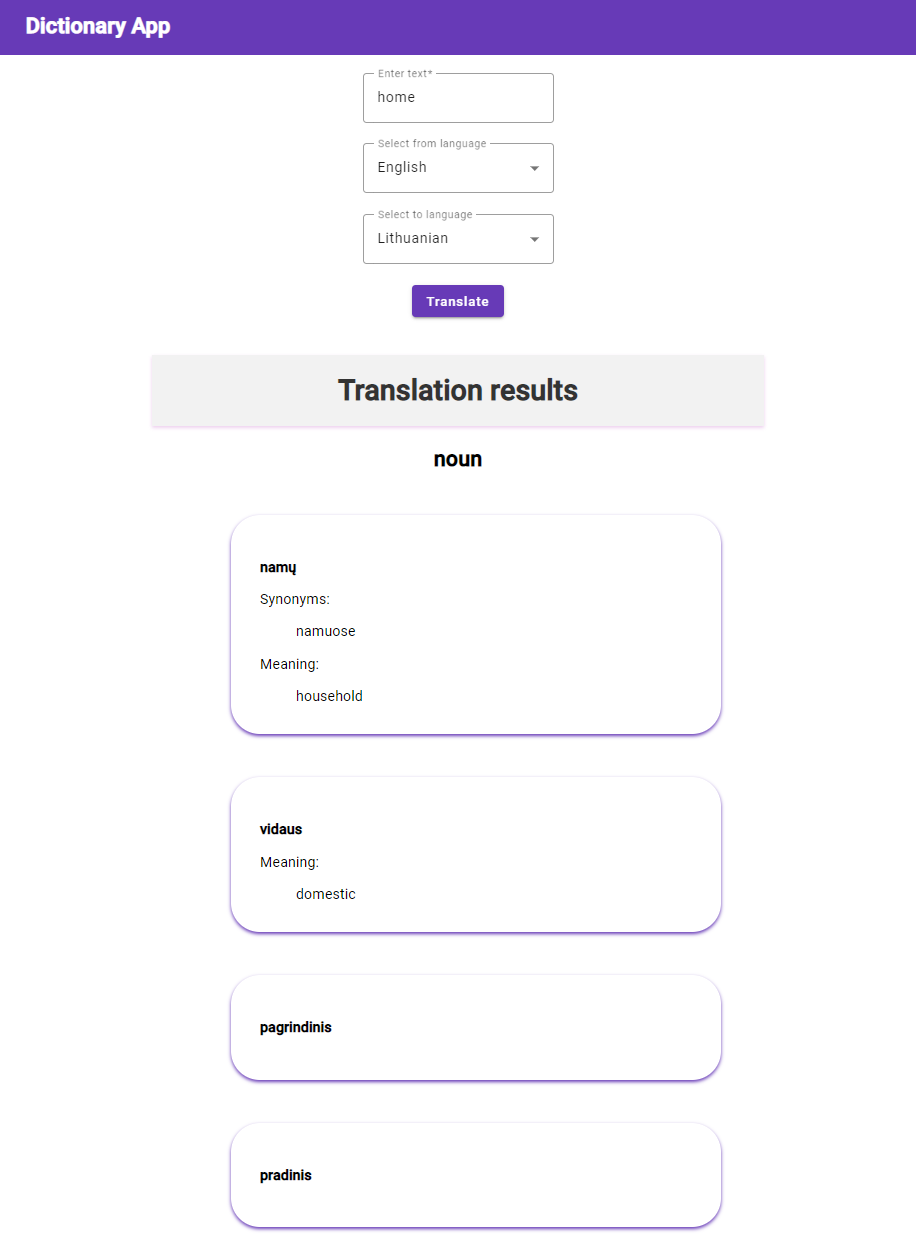 Dictionary App
Enter text*
home
Select from language
English
Select to language
Lithuanian
Translate
Translation results
noun
namų
Synonyms:
namuose
Meaning:
household
vidaus
Meaning:
domestic
pagrindinis
pradinis